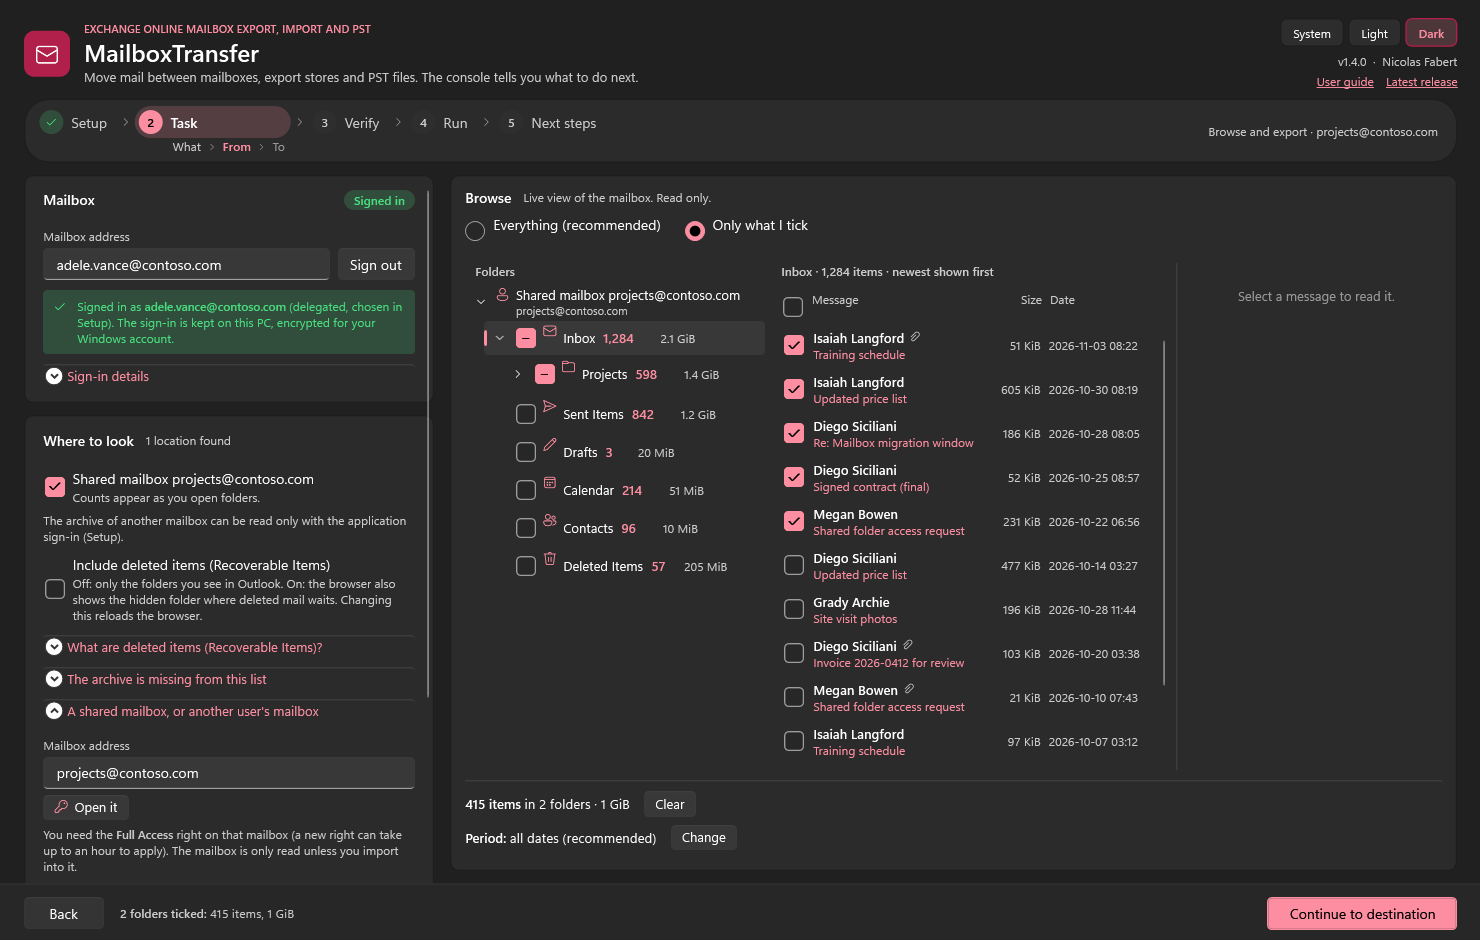 EXCHANGE ONLINE MAILBOX EXPORT, IMPORT AND PST
MailboxTransfer
Move mail between mailboxes, export stores and PST files. The console tells you what to do next.
System
Light
Dark
v1.4.0 · Nicolas Fabert
User guide
Latest release
Setup
2
Task
3
Verify
4
Run
5
Next steps
What
From
To
Browse and export · projects@contoso.com
Mailbox
Signed in
Mailbox address
adele.vance@contoso.com
Sign out
Signed in as adele.vance@contoso.com (delegated, chosen in
Setup). The sign-in is kept on this PC, encrypted for your
Windows account.
Sign-in details
Where to look
1 location found
Shared mailbox projects@contoso.com
Counts appear as you open folders.
The archive of another mailbox can be read only with the application
sign-in (Setup).
Include deleted items (Recoverable Items)
Off: only the folders you see in Outlook. On: the browser also
shows the hidden folder where deleted mail waits. Changing
this reloads the browser.
What are deleted items (Recoverable Items)?
The archive is missing from this list
A shared mailbox, or another user's mailbox
Mailbox address
projects@contoso.com
Open it
You need the Full Access right on that mailbox (a new right can take
up to an hour to apply). The mailbox is only read unless you import
into it.
Browse
Live view of the mailbox. Read only.
Everything (recommended)
Only what I tick
Folders
Shared mailbox projects@contoso.com
projects@contoso.com
Inbox 1,284 2.1 GiB
Projects 598 1.4 GiB
Sent Items 842 1.2 GiB
Drafts 3 20 MiB
Calendar 214 51 MiB
Contacts 96 10 MiB
Deleted Items 57 205 MiB
Inbox · 1,284 items · newest shown first
Message Size Date
Isaiah Langford
Training schedule
51 KiB 2026-11-03 08:22
Isaiah Langford
Updated price list
605 KiB 2026-10-30 08:19
Diego Siciliani
Re: Mailbox migration window
186 KiB 2026-10-28 08:05
Diego Siciliani
Signed contract (final)
52 KiB 2026-10-25 08:57
Megan Bowen
Shared folder access request
231 KiB 2026-10-22 06:56
Diego Siciliani
Updated price list
477 KiB 2026-10-14 03:27
Grady Archie
Site visit photos
196 KiB 2026-10-28 11:44
Diego Siciliani
Invoice 2026-0412 for review
103 KiB 2026-10-20 03:38
Megan Bowen
Shared folder access request
21 KiB 2026-10-10 07:43
Isaiah Langford
Training schedule
97 KiB 2026-10-07 03:12
Select a message to read it.
415 items in 2 folders · 1 GiB
Clear
Period: all dates (recommended)
Change
Back
2 folders ticked: 415 items, 1 GiB
Continue to destination